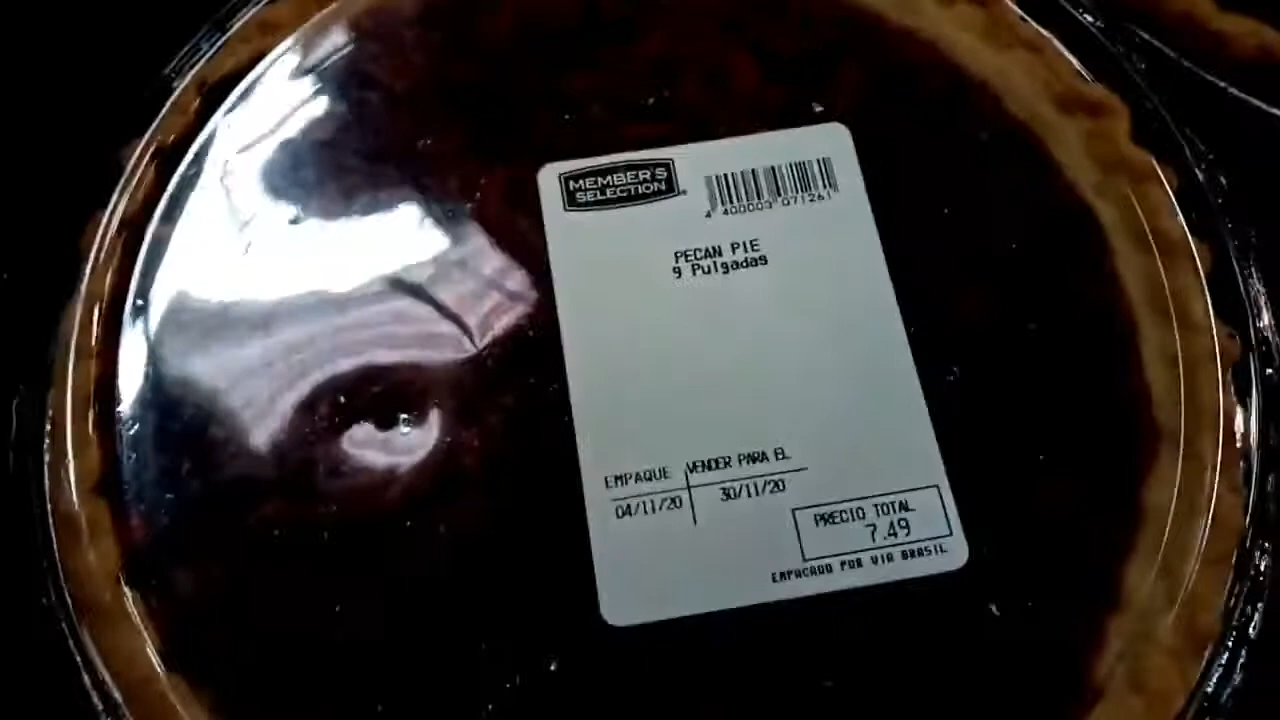 MEMBER'S
SELECTION
4 400003 071261
PECAN PIE
9 Pulgadas
EMPAQUE VENDER PARA EL
04/11/20 30/11/20
PRECIO TOTAL
7.49
EMPACADO POR VIA BRASIL